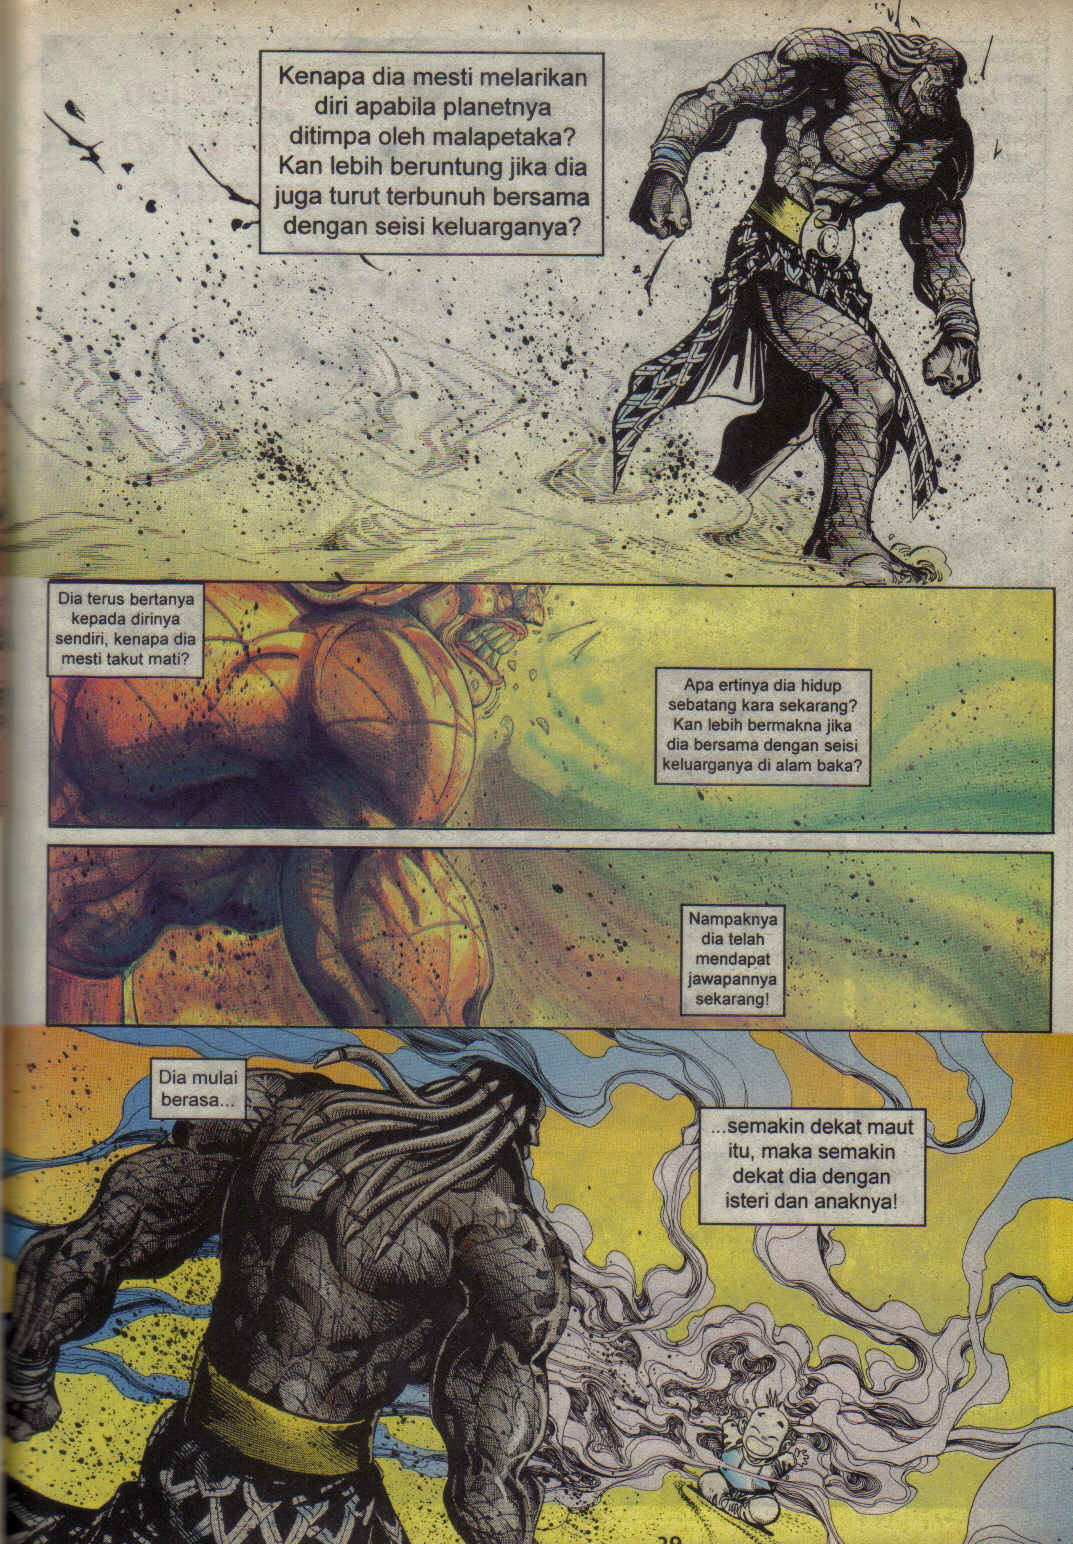 Kenapa dia mesti melarikan
diri apabila planetnya
ditimpa oleh malapetaka?
Kan lebih beruntung jika dia
juga turut terbunuh bersama
dengan seisi keluarganya?
Dia terus bertanya
kepada dirinya
sendiri, kenapa dia
mesti takut mati?
Apa ertinya dia hidup
sebatang kara sekarang?
Kan lebih bermakna jika
dia bersama dengan seisi
keluarganya di alam baka?
Nampaknya
dia telah
mendapat
jawapannya
sekarang!
Dia mulai
berasa...
...semakin dekat maut
itu, maka semakin
dekat dia dengan
isteri dan anaknya!